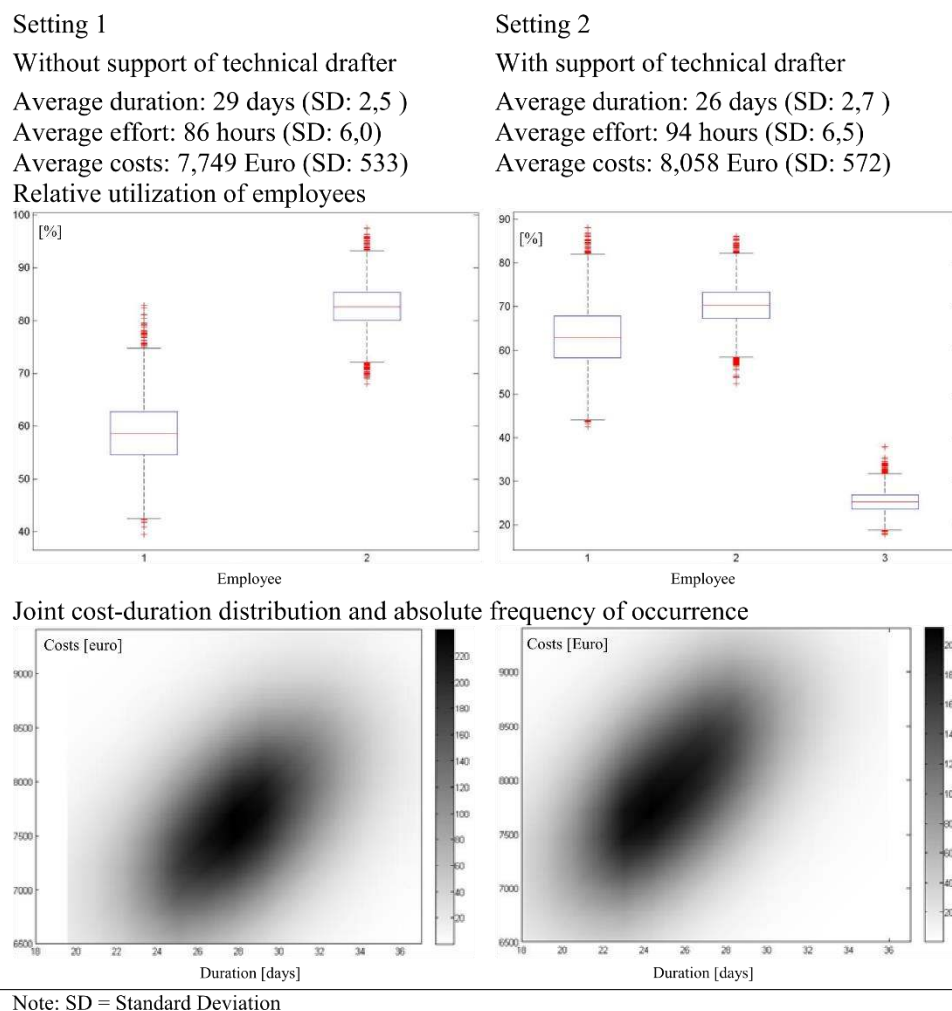 Setting 1
Without support of technical drafter
Average duration: 29 days (SD: 2,5 )
Average effort: 86 hours (SD: 6,0)
Average costs: 7,749 Euro (SD: 533)
Relative utilization of employees
Setting 2
With support of technical drafter
Average duration: 26 days (SD: 2,7 )
Average effort: 94 hours (SD: 6,5)
Average costs: 8,058 Euro (SD: 572)
[%]
100
90
80
70
60
50
40
1 2
Employee
[%]
90
80
70
60
50
40
30
20
1 2 3
Employee
Joint cost-duration distribution and absolute frequency of occurrence
Costs [euro]
9000
8500
8000
7500
7000
6500
18 20 22 24 26 28 30 32 34 36
Duration [days]
220
200
180
160
140
120
100
80
60
40
20
Costs [Euro]
9000
8500
8000
7500
7000
6500
18 20 22 24 26 28 30 32 34 36
Duration [days]
Note: SD = Standard Deviation